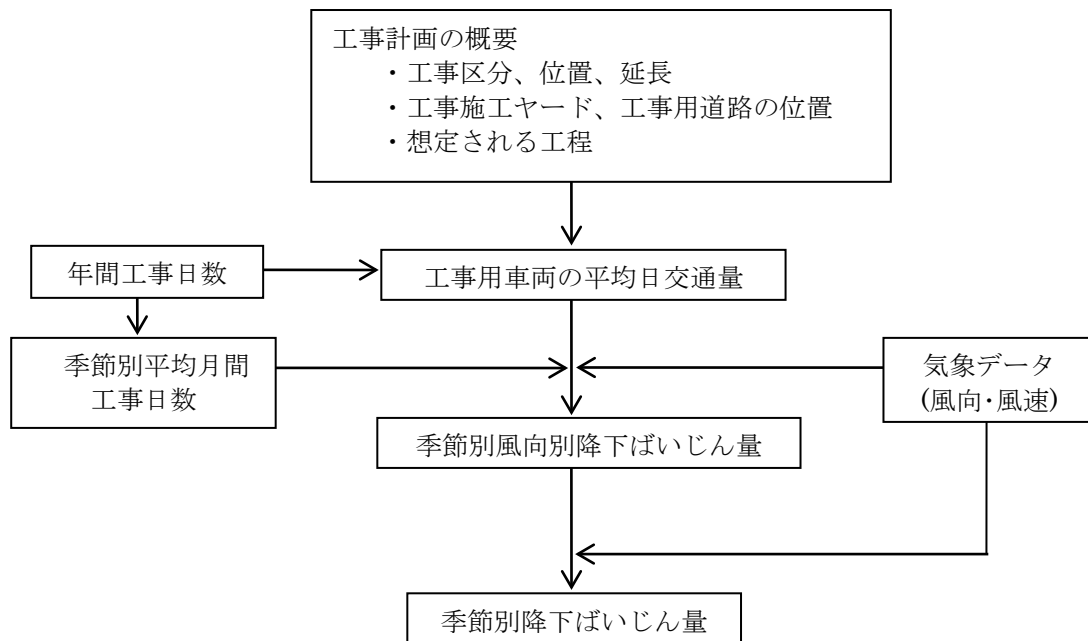 工事計画の概要
・工事区分、位置、延長
・工事施工ヤード、工事用道路の位置
・想定される工程
年間工事日数
工事用車両の平均日交通量
季節別平均月間
工事日数
気象データ
(風向・風速)
季節別風向別降下ばいじん量
季節別降下ばいじん量